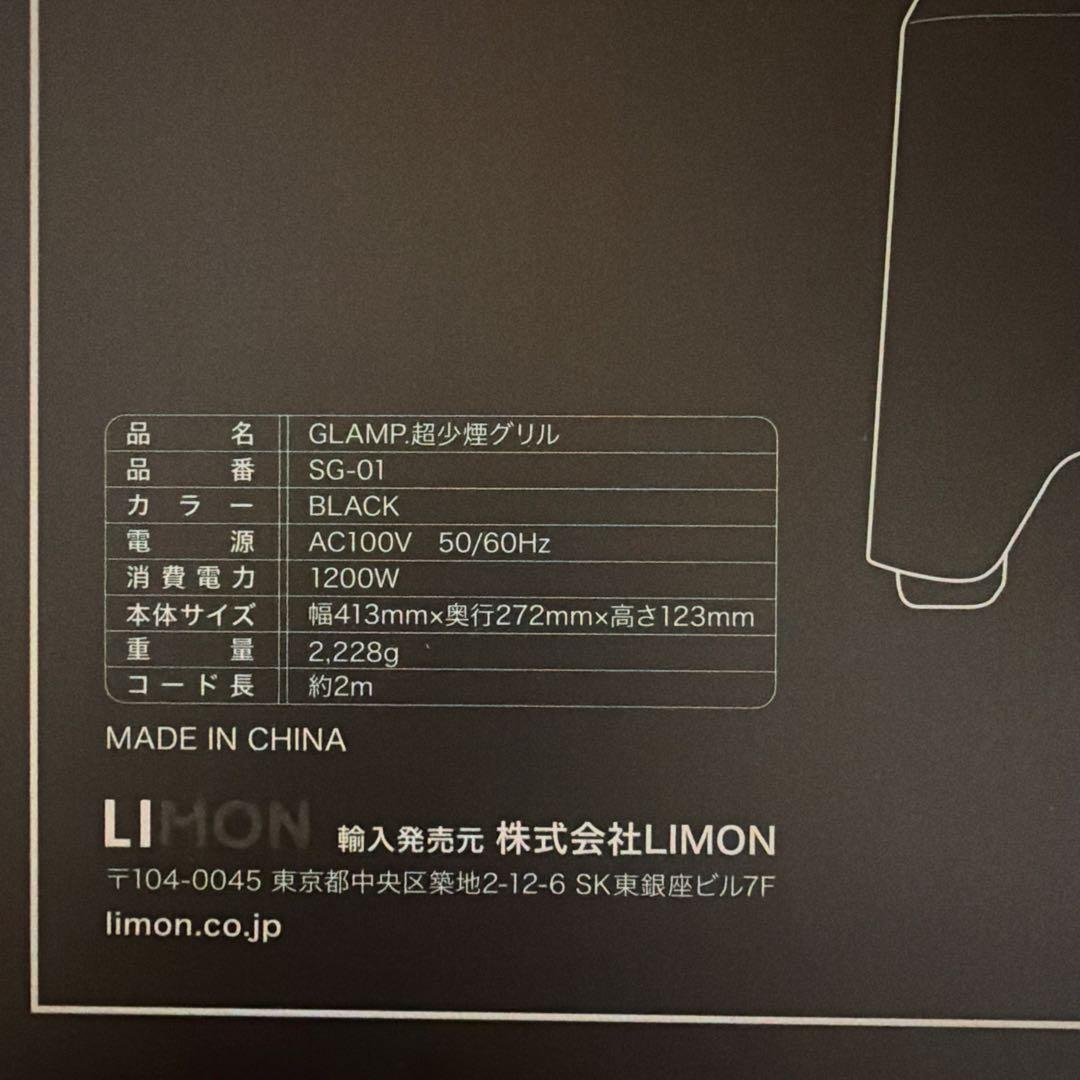 品名 GLAMP.超少煙グリル
品番 SG-01
カラー BLACK
電源 AC100V 50/60Hz
消費電力 1200W
本体サイズ 幅413mm×奥行272mm×高さ123mm
重量 2,228g
コード長 約2m
MADE IN CHINA
LIMON 輸入発売元 株式会社LIMON
〒104-0045 東京都中央区築地2-12-6 SK東銀座ビル7F
limon.co.jp